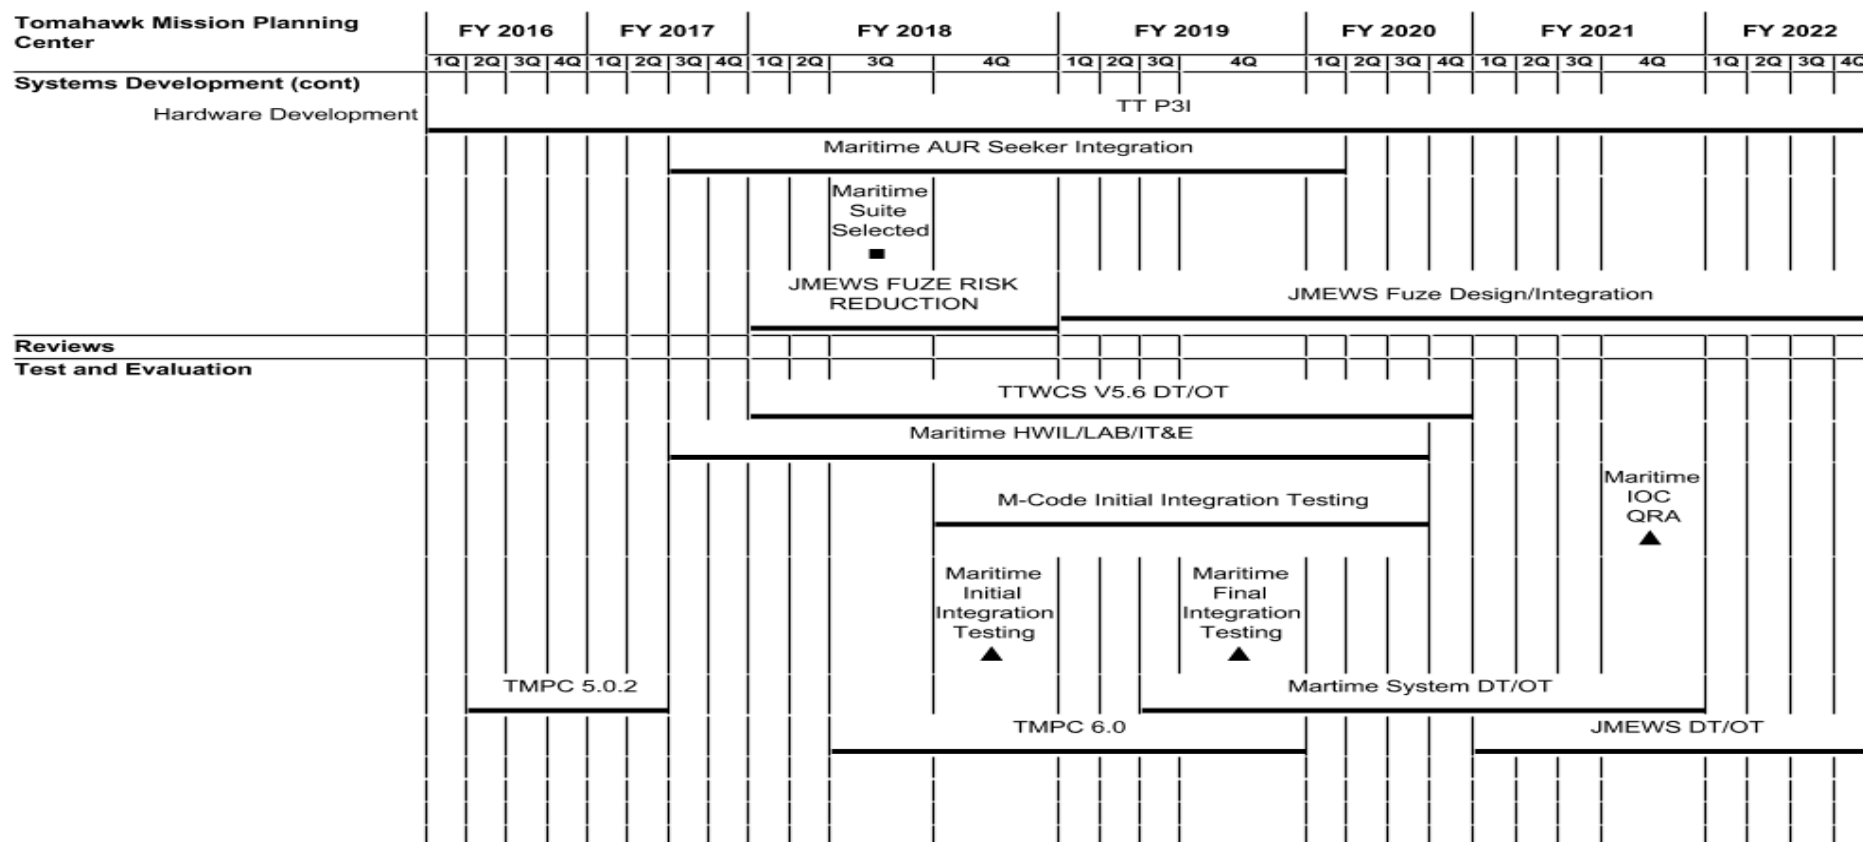 Tomahawk Mission Planning
Center
FY 2016 FY 2017 FY 2018 FY 2019 FY 2020 FY 2021 FY 2022
1Q 2Q 3Q 4Q 1Q 2Q 3Q 4Q 1Q 2Q 3Q 4Q 1Q 2Q 3Q 4Q 1Q 2Q 3Q 4Q 1Q 2Q 3Q 4Q 1Q 2Q 3Q 4Q
Systems Development (cont)
Hardware Development
TT P3I
Maritime AUR Seeker Integration
Maritime
Suite
Selected
JMEWS FUZE RISK
REDUCTION
JMEWS Fuze Design/Integration
Reviews
Test and Evaluation
TTWCS V5.6 DT/OT
Maritime HWIL/LAB/IT&E
M-Code Initial Integration Testing
Maritime
IOC
QRA
Maritime
Initial
Integration
Testing
Maritime
Final
Integration
Testing
TMPC 5.0.2
Martime System DT/OT
TMPC 6.0
JMEWS DT/OT